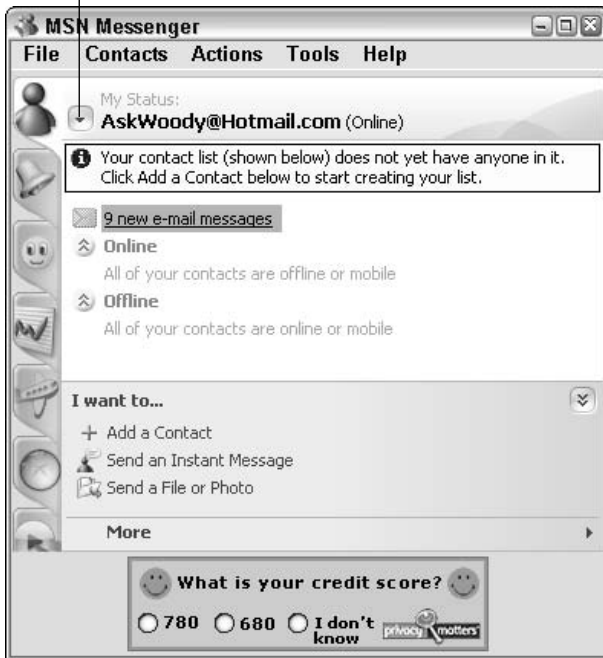 MSN Messenger
File Contacts Actions Tools Help
My Status:
AskWoody@Hotmail.com (Online)
Your contact list (shown below) does not yet have anyone in it.
Click Add a Contact below to start creating your list.
9 new e-mail messages
Online
All of your contacts are offline or mobile
Offline
All of your contacts are online or mobile
I want to...
Add a Contact
Send an Instant Message
Send a File or Photo
More
What is your credit score?
780 680 I don't
know
privacy matters